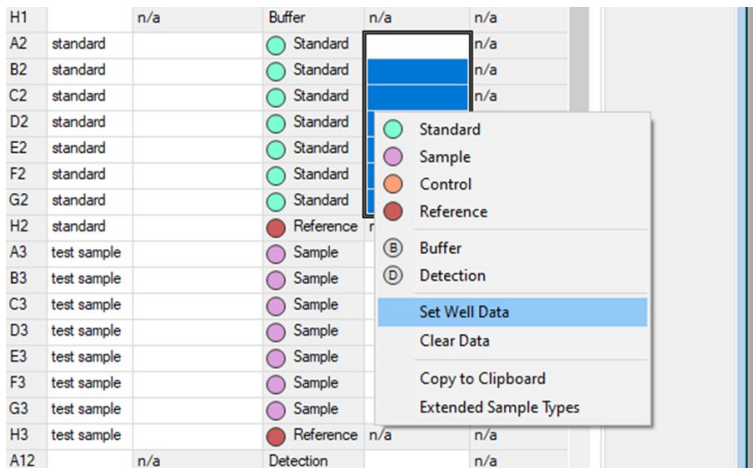 H1 n/a Buffer n/a n/a
A2 standard Standard n/a
B2 standard Standard n/a
C2 standard Standard n/a
D2 standard Standard
E2 standard Standard
F2 standard Standard
G2 standard Standard
H2 standard Reference
A3 test sample Sample
B3 test sample Sample
C3 test sample Sample
D3 test sample Sample
E3 test sample Sample
F3 test sample Sample
G3 test sample Sample
H3 test sample Reference n/a n/a
A12 n/a Detection n/a
Standard
Sample
Control
Reference
B Buffer
D Detection
Set Well Data
Clear Data
Copy to Clipboard
Extended Sample Types